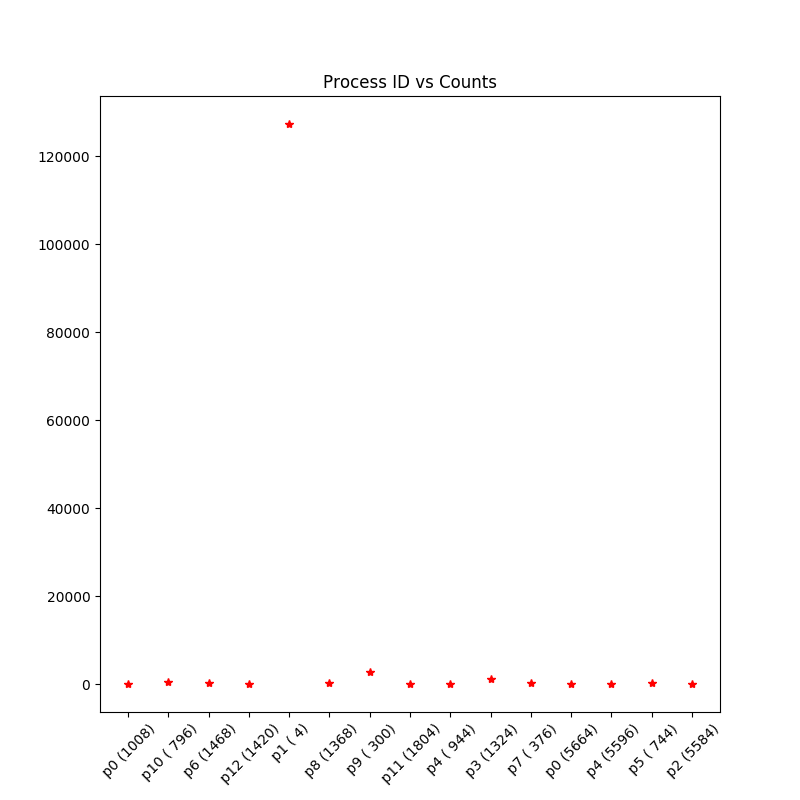 Process ID vs Counts
120000
100000
80000
60000
40000
20000
0
p0 (1008)
p10 ( 796)
p6 (1468)
p12 (1420)
p1 ( 4)
p8 (1368)
p9 ( 300)
p11 (1804)
p4 ( 944)
p3 (1324)
p7 ( 376)
p0 (5664)
p4 (5596)
p5 ( 744)
p2 (5584)